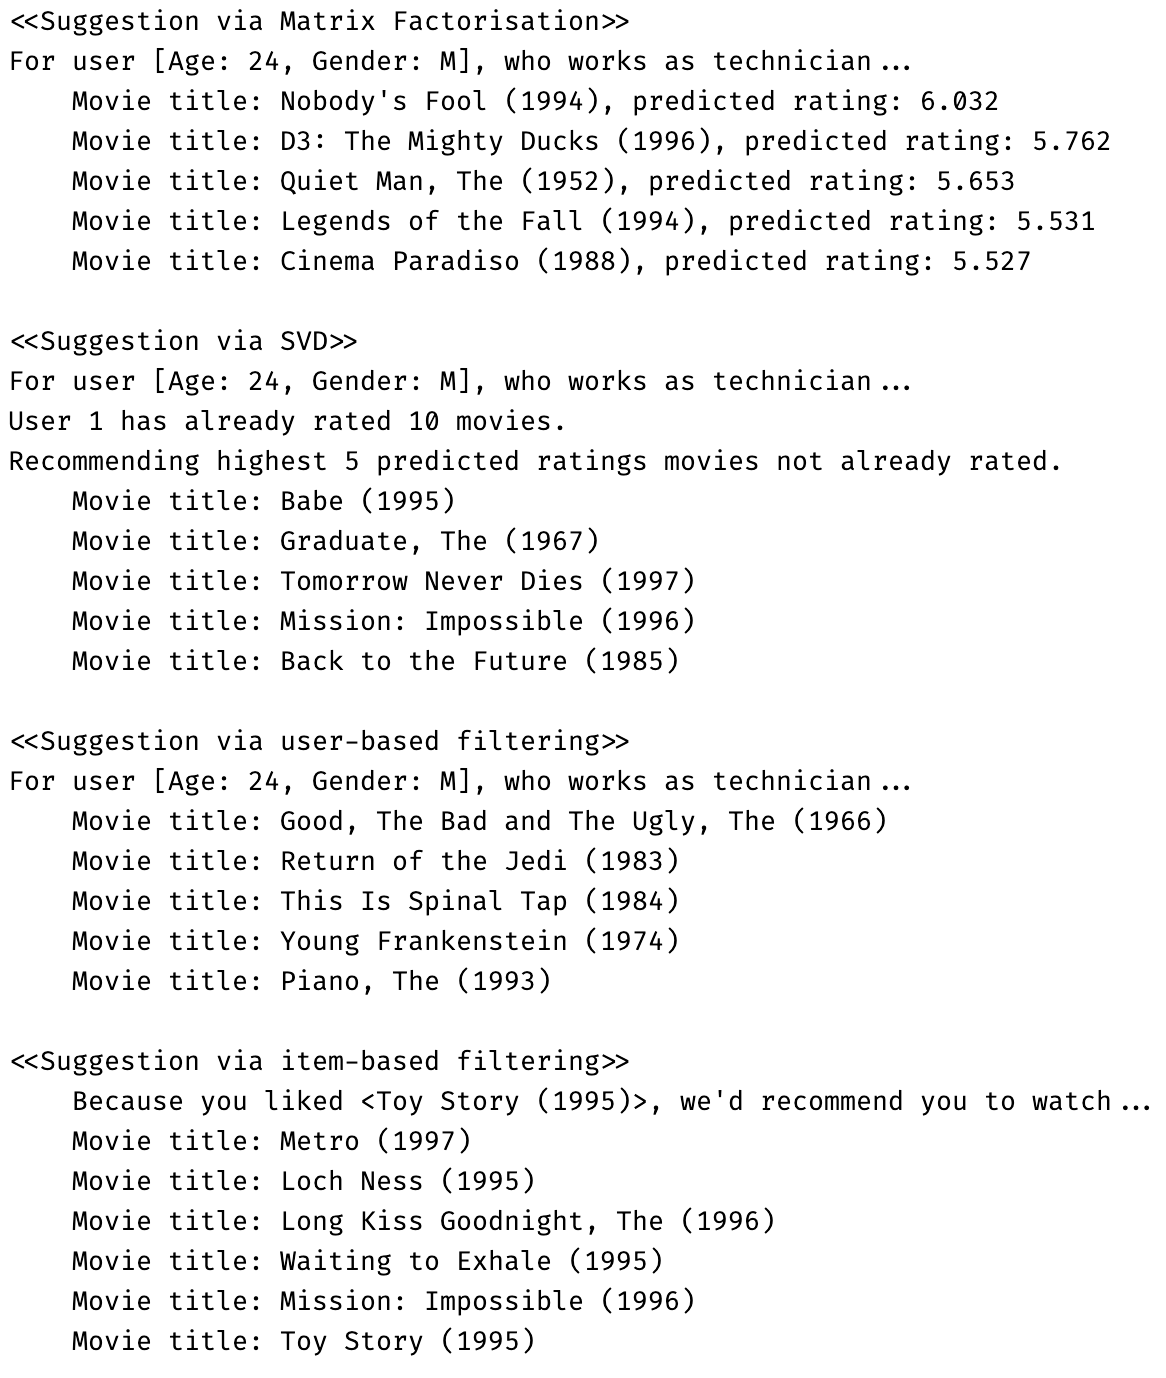 <<Suggestion via Matrix Factorisation>>
For user [Age: 24, Gender: M], who works as technician...
Movie title: Nobody's Fool (1994), predicted rating: 6.032
Movie title: D3: The Mighty Ducks (1996), predicted rating: 5.762
Movie title: Quiet Man, The (1952), predicted rating: 5.653
Movie title: Legends of the Fall (1994), predicted rating: 5.531
Movie title: Cinema Paradiso (1988), predicted rating: 5.527
<<Suggestion via SVD>>
For user [Age: 24, Gender: M], who works as technician...
User 1 has already rated 10 movies.
Recommending highest 5 predicted ratings movies not already rated.
Movie title: Babe (1995)
Movie title: Graduate, The (1967)
Movie title: Tomorrow Never Dies (1997)
Movie title: Mission: Impossible (1996)
Movie title: Back to the Future (1985)
<<Suggestion via user-based filtering>>
For user [Age: 24, Gender: M], who works as technician...
Movie title: Good, The Bad and The Ugly, The (1966)
Movie title: Return of the Jedi (1983)
Movie title: This Is Spinal Tap (1984)
Movie title: Young Frankenstein (1974)
Movie title: Piano, The (1993)
<<Suggestion via item-based filtering>>
Because you liked <Toy Story (1995)>, we'd recommend you to watch...
Movie title: Metro (1997)
Movie title: Loch Ness (1995)
Movie title: Long Kiss Goodnight, The (1996)
Movie title: Waiting to Exhale (1995)
Movie title: Mission: Impossible (1996)
Movie title: Toy Story (1995)